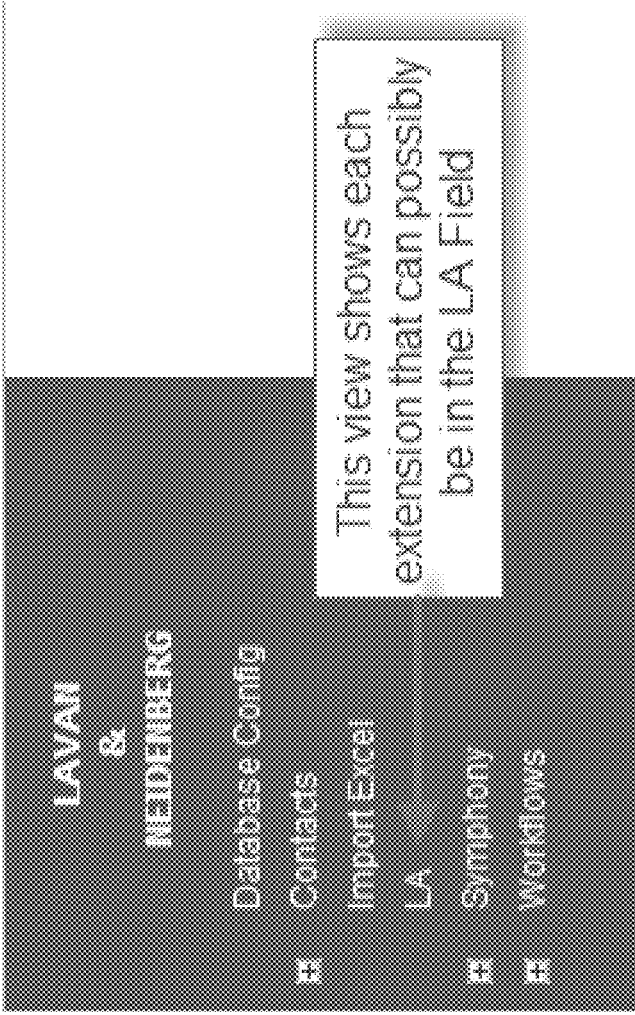 LAVAN
&
NEIDENBERG
Database Config
Contacts
Import Excel
LA
Symphony
Workflows
This view shows each
extension that can possibly
be in the LA Field